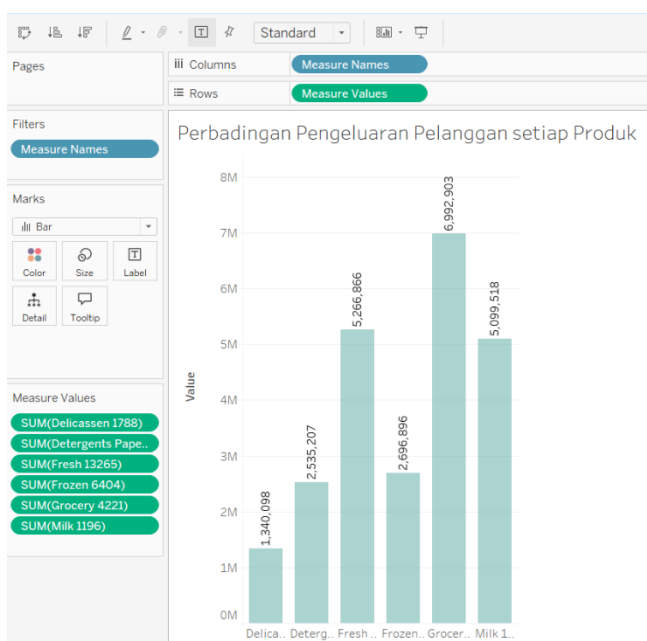 Standard
Pages
iii Columns
Measure Names
Rows
Measure Values
Filters
Measure Names
Marks
Bar
Color
Size
Label
Detail
Tooltip
Measure Values
SUM(Delicassen 1788)
SUM(Detergents Pape..
SUM(Fresh 13265)
SUM(Frozen 6404)
SUM(Grocery 4221)
SUM(Milk 1196)
Perbadingan Pengeluaran Pelanggan setiap Produk
Value
8M
7M
6M
5M
4M
3M
2M
1M
0M
1,340,098
2,535,207
5,266,866
2,696,896
6,992,903
5,099,518
Delica.. Deterg.. Fresh .. Frozen.. Grocer.. Milk 1..